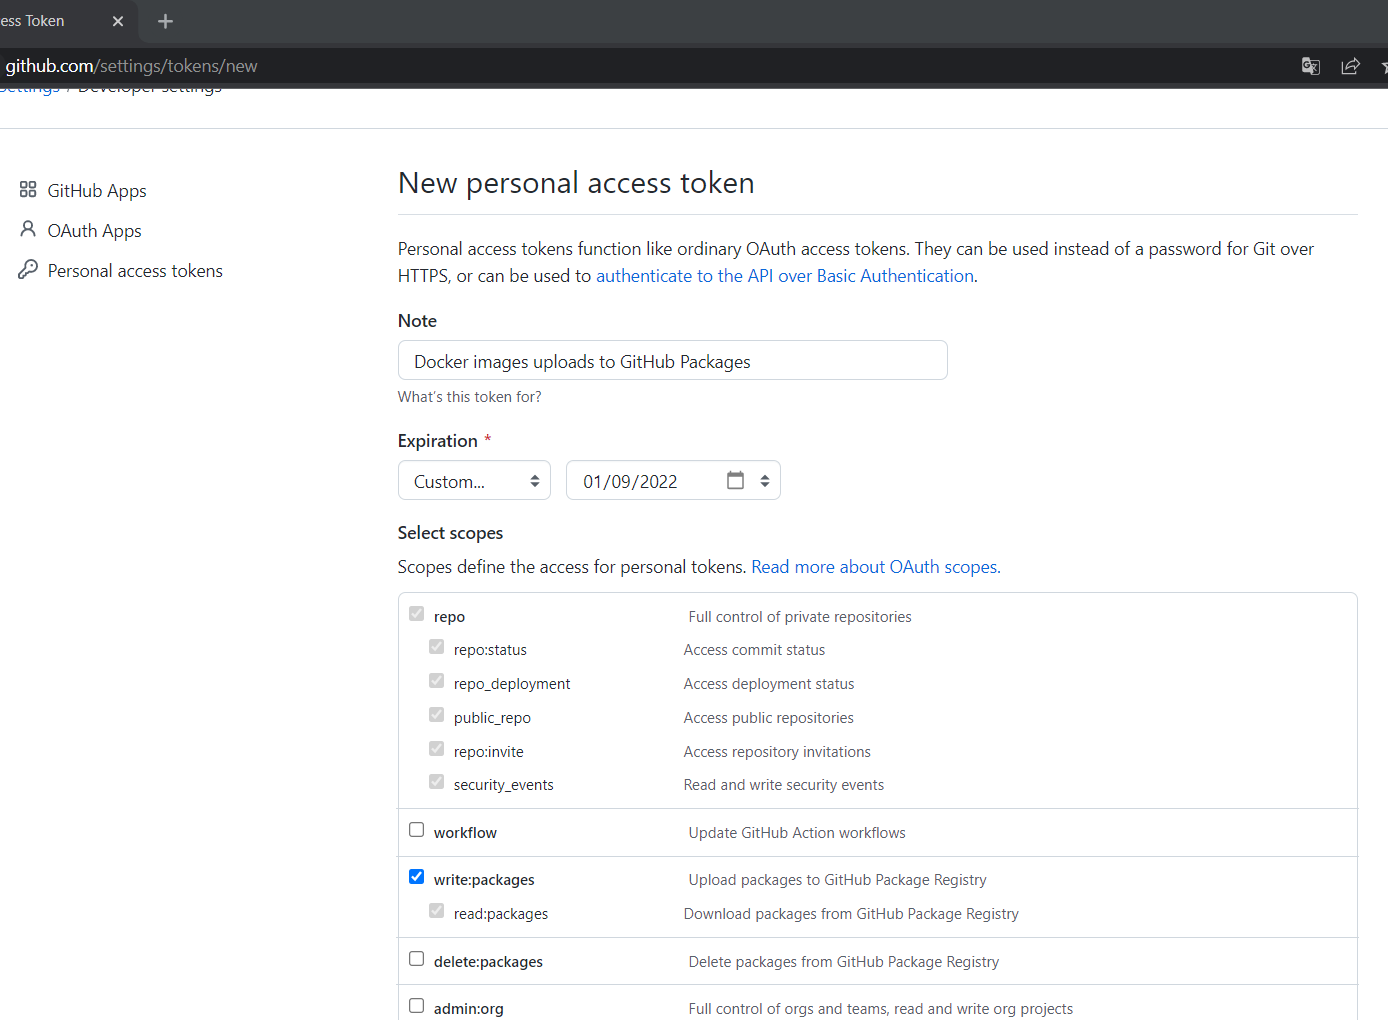 ess Token
github.com/settings/tokens/new
Settings / Developer settings
GitHub Apps
OAuth Apps
Personal access tokens
New personal access token
Personal access tokens function like ordinary OAuth access tokens. They can be used instead of a password for Git over
HTTPS, or can be used to authenticate to the API over Basic Authentication.
Note
Docker images uploads to GitHub Packages
What's this token for?
Expiration *
Custom... 01/09/2022
Select scopes
Scopes define the access for personal tokens. Read more about OAuth scopes.
repo Full control of private repositories
repo:status Access commit status
repo_deployment Access deployment status
public_repo Access public repositories
repo:invite Access repository invitations
security_events Read and write security events
workflow Update GitHub Action workflows
write:packages Upload packages to GitHub Package Registry
read:packages Download packages from GitHub Package Registry
delete:packages Delete packages from GitHub Package Registry
admin:org Full control of orgs and teams, read and write org projects